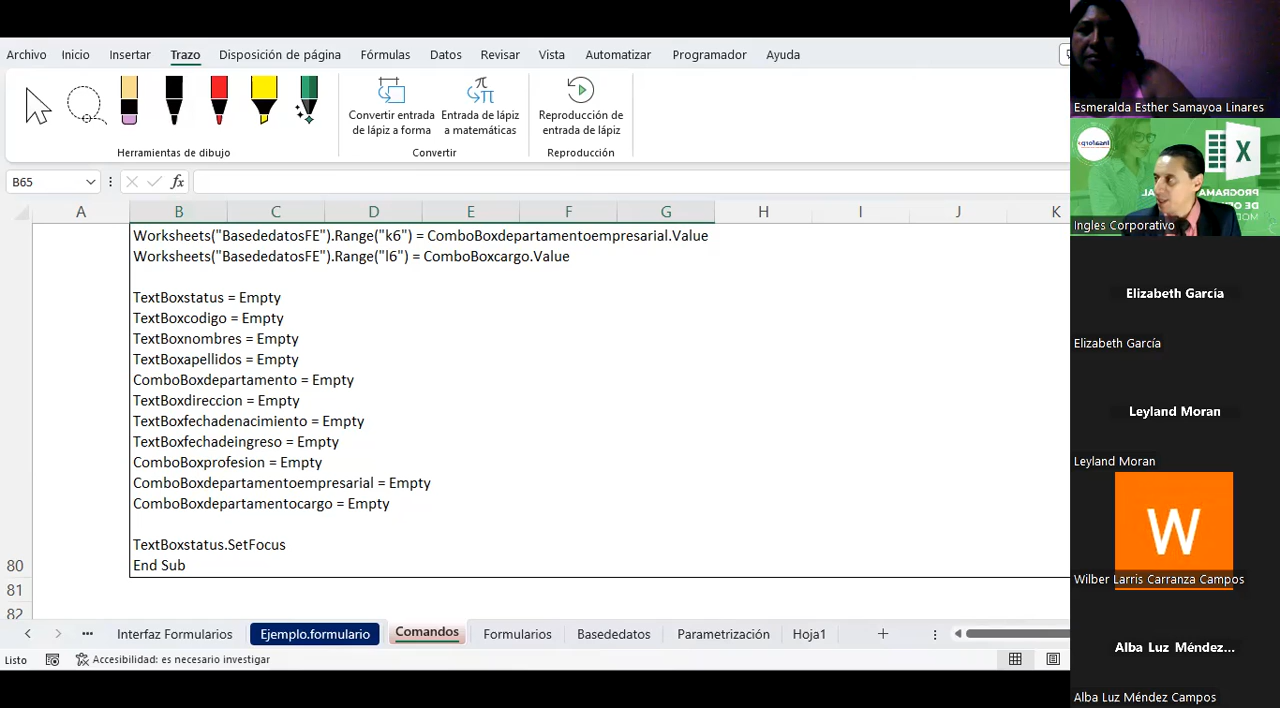 Archivo Inicio Insertar Trazo Disposición de página Fórmulas Datos Revisar Vista Automatizar Programador Ayuda
Convertir entrada de lápiz a forma
Entrada de lápiz a matemáticas
Reproducción de entrada de lápiz
Herramientas de dibujo Convertir Reproducción
B65 fx
A B C D E F G H I J K
Worksheets("BasededatosFE").Range("k6") = ComboBoxdepartamentoempresarial.Value
Worksheets("BasededatosFE").Range("l6") = ComboBoxcargo.Value
TextBoxstatus = Empty
TextBoxcodigo = Empty
TextBoxnombres = Empty
TextBoxapellidos = Empty
ComboBoxdepartamento = Empty
TextBoxdireccion = Empty
TextBoxfechadenacimiento = Empty
TextBoxfechadeingreso = Empty
ComboBoxprofesion = Empty
ComboBoxdepartamentoempresarial = Empty
ComboBoxdepartamentocargo = Empty
TextBoxstatus.SetFocus
80 End Sub
81
82
Interfaz Formularios Ejemplo.formulario Comandos Formularios Basededatos Parametrización Hoja1
Listo Accesibilidad: es necesario investigar
Esmeralda Esther Samayoa Linares
X
PROGRAMA
DE
Ingles Corporativo
Elizabeth García
Elizabeth García
Leyland Moran
Leyland Moran
W
Wilber Larris Carranza Campos
Alba Luz Méndez...
Alba Luz Méndez Campos